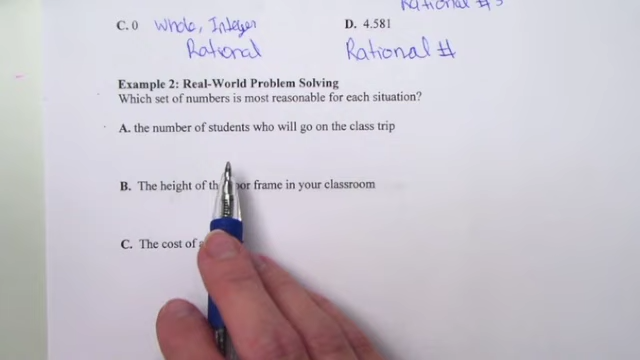 Rational #'s
C. 0 Whole, Integer D. 4.581
Rational Rational #
Example 2: Real-World Problem Solving
Which set of numbers is most reasonable for each situation?
A. the number of students who will go on the class trip
B. The height of th or frame in your classroom
C. The cost of